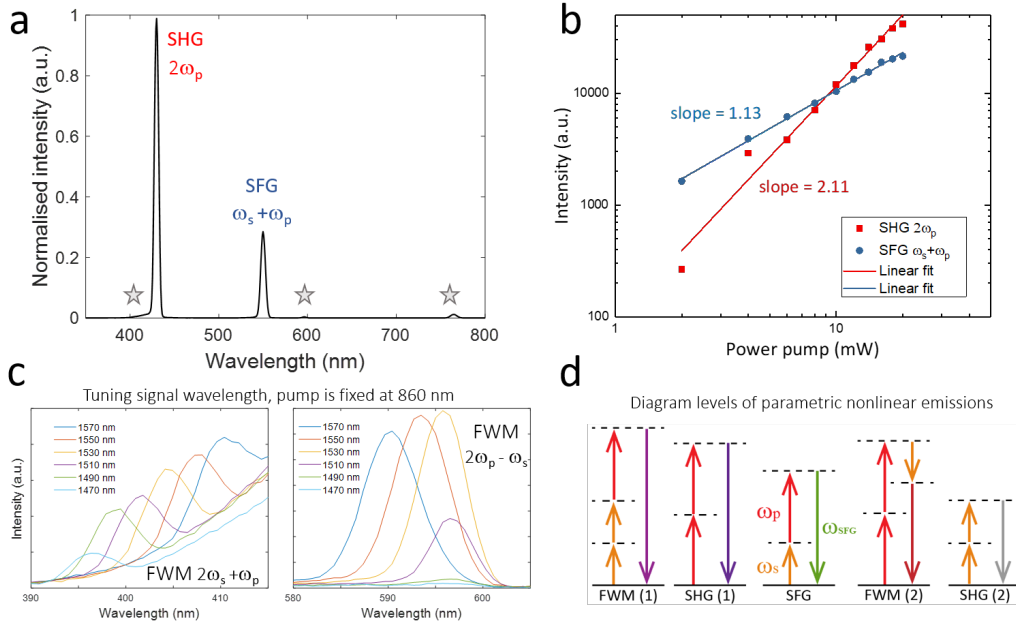 a
SHG
2ωp
SFG
ωs +ωp
Normalised intensity (a.u.)
1
0.8
0.6
0.4
0.2
0
400
500
600
700
800
Wavelength (nm)
b
slope = 1.13
slope = 2.11
Intensity (a.u.)
10000
1000
100
1
10
Power pump (mW)
SHG 2ωp
SFG ωs+ωp
Linear fit
Linear fit
c
Tuning signal wavelength, pump is fixed at 860 nm
1570 nm
1550 nm
1530 nm
1510 nm
1490 nm
1470 nm
FWM 2ωs +ωp
Intensity (a.u.)
390
400
410
Wavelength (nm)
1570 nm
1550 nm
1530 nm
1510 nm
1490 nm
1470 nm
FWM
2ωp - ωs
580
590
600
Wavelength (nm)
d
Diagram levels of parametric nonlinear emissions
ωp
ωs
ωSFG
FWM (1)
SHG (1)
SFG
FWM (2)
SHG (2)